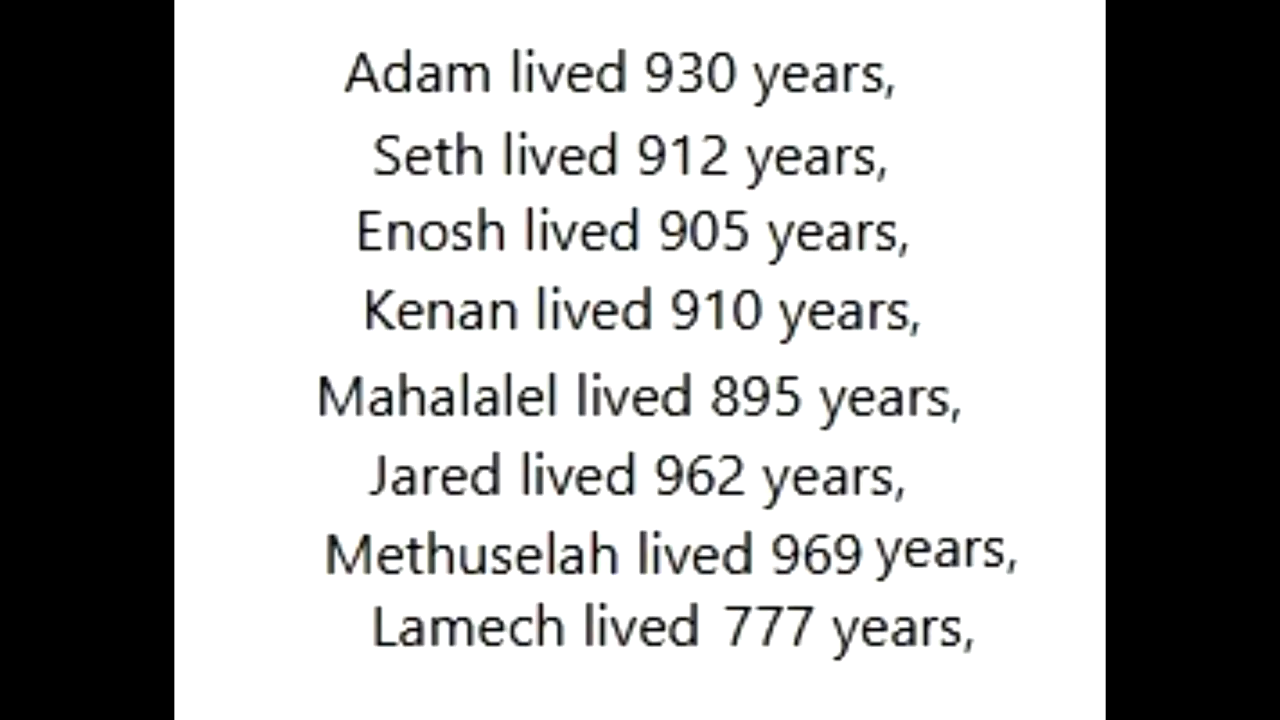 Adam lived 930 years,
Seth lived 912 years,
Enosh lived 905 years,
Kenan lived 910 years,
Mahalalel lived 895 years,
Jared lived 962 years,
Methuselah lived 969 years,
Lamech lived 777 years,